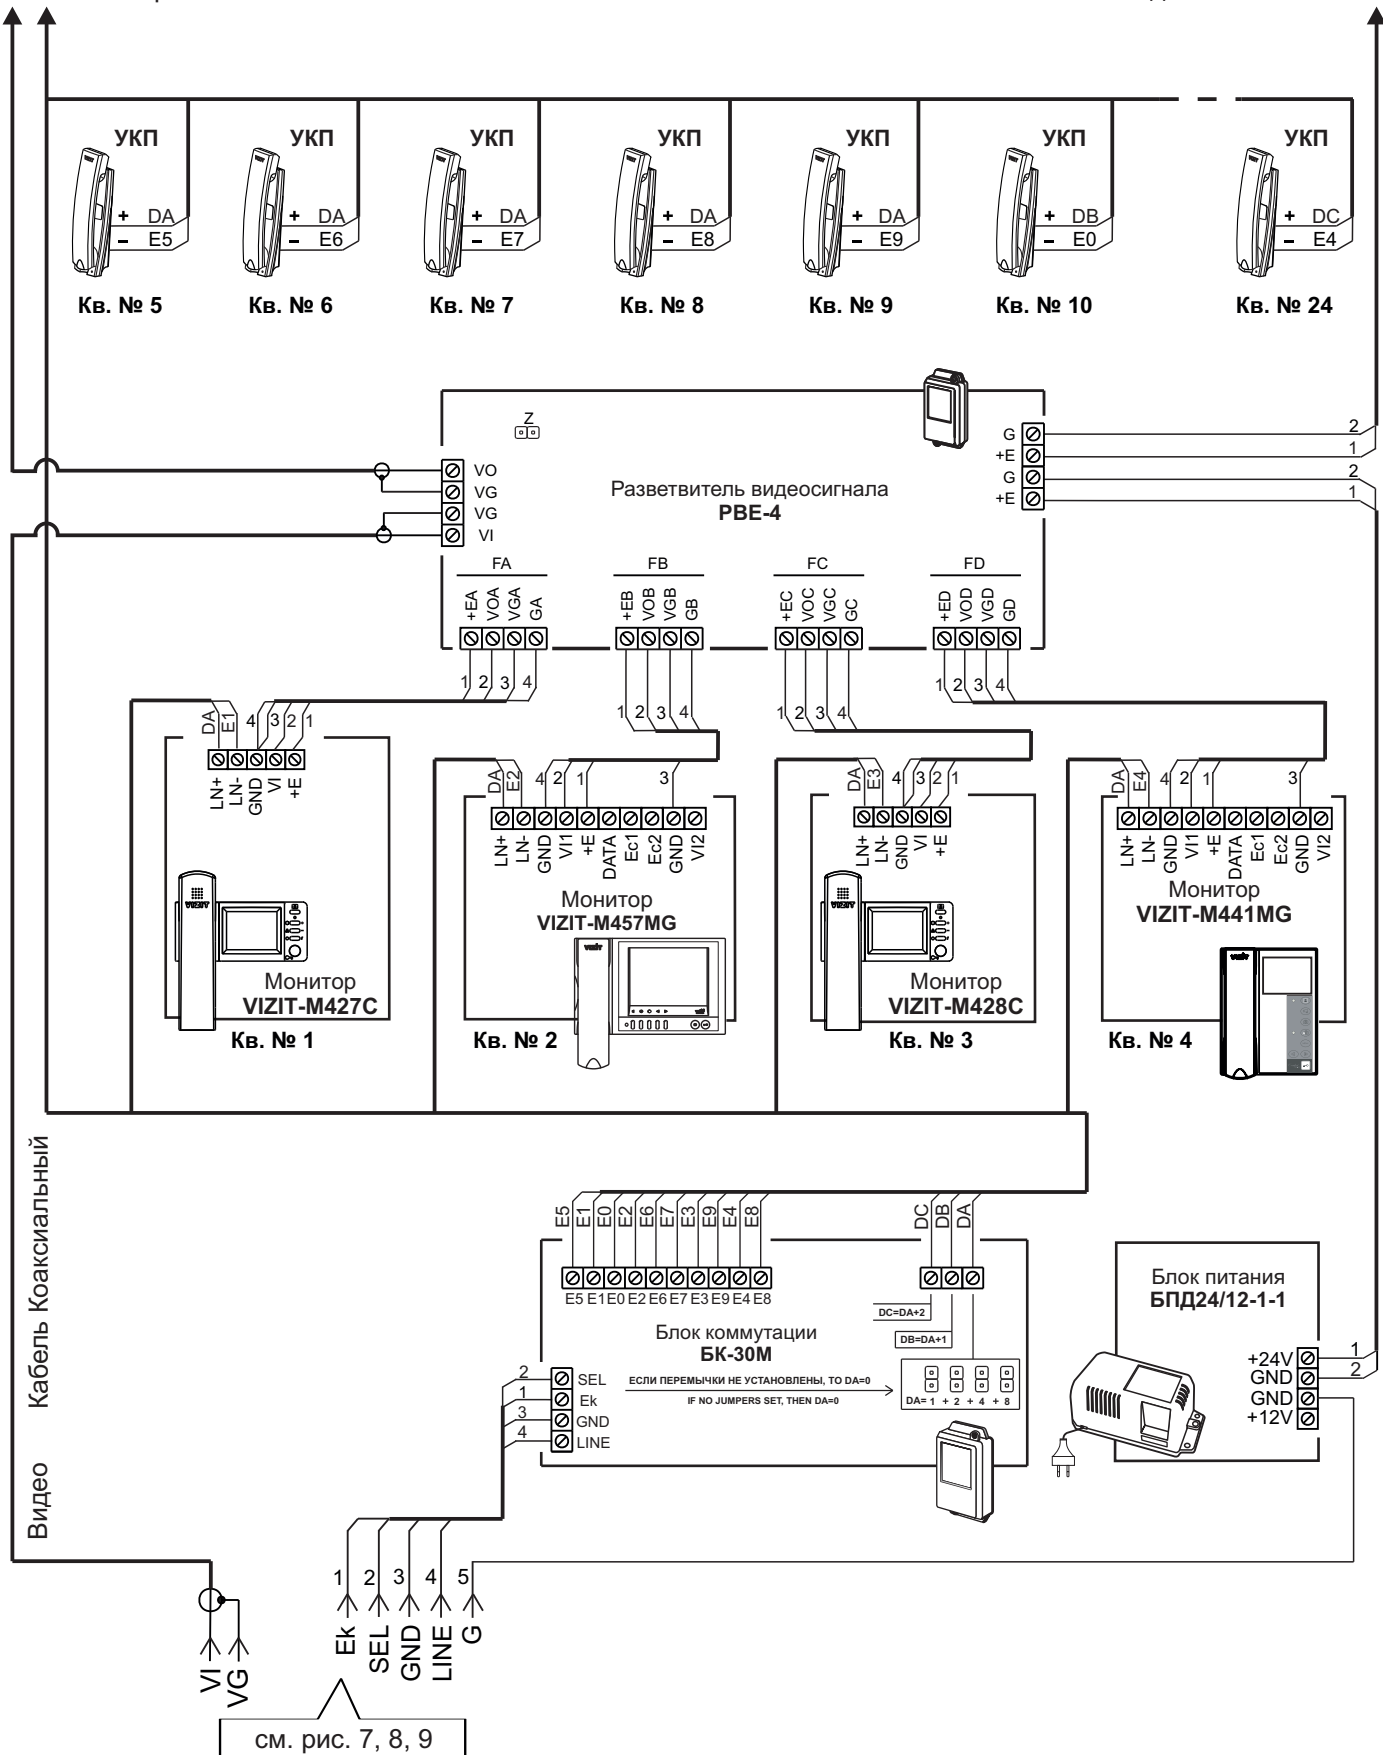 УКП УКП УКП УКП УКП УКП УКП
+ DA + DA + DA + DA + DA + DB + DC
– E5 – E6 – E7 – E8 – E9 – E0 – E4
Кв. № 5 Кв. № 6 Кв. № 7 Кв. № 8 Кв. № 9 Кв. № 10 Кв. № 24
Z
G 2
+E 1
G 2
+E 1
VO
VG
VG
VI
Разветвитель видеосигнала
РВЕ-4
FA FB FC FD
+EA VOA VGA GA +EB VOB VGB GB +EC VOC VGC GC +ED VOD VGD GD
1 2 3 4 1 2 3 4 1 2 3 4 1 2 3 4
DA E1 4 3 2 1
LN+ LN- GND VI +E
Монитор
VIZIT-M427C
Кв. № 1
DA E2 4 2 1 3
LN+ LN- GND VI1 +E DATA Ec1 Ec2 GND VI2
Монитор
VIZIT-M457MG
Кв. № 2
DA E3 4 3 2 1
LN+ LN- GND VI +E
VIZIT
Монитор
VIZIT-M428C
Кв. № 3
DA E4 4 2 1 3
LN+ LN- GND VI1 +E DATA Ec1 Ec2 GND VI2
Монитор
VIZIT-M441MG
Кв. № 4
Видео Кабель Коаксиальный
E5 E1 E0 E2 E6 E7 E3 E9 E4 E8 DC DB DA
E5 E1 E0 E2 E6 E7 E3 E9 E4 E8
DC=DA+2
DB=DA+1
Блок коммутации
БК-30М
2 SEL
1 Ek
3 GND
4 LINE
ЕСЛИ ПЕРЕМЫЧКИ НЕ УСТАНОВЛЕНЫ, ТО DA=0
IF NO JUMPERS SET, THEN DA=0
DA= 1 + 2 + 4 + 8
Блок питания
БПД24/12-1-1
+24V 1
GND 2
GND
+12V
1 2 3 4 5
Ek SEL GND LINE G
VI VG
см. рис. 7, 8, 9